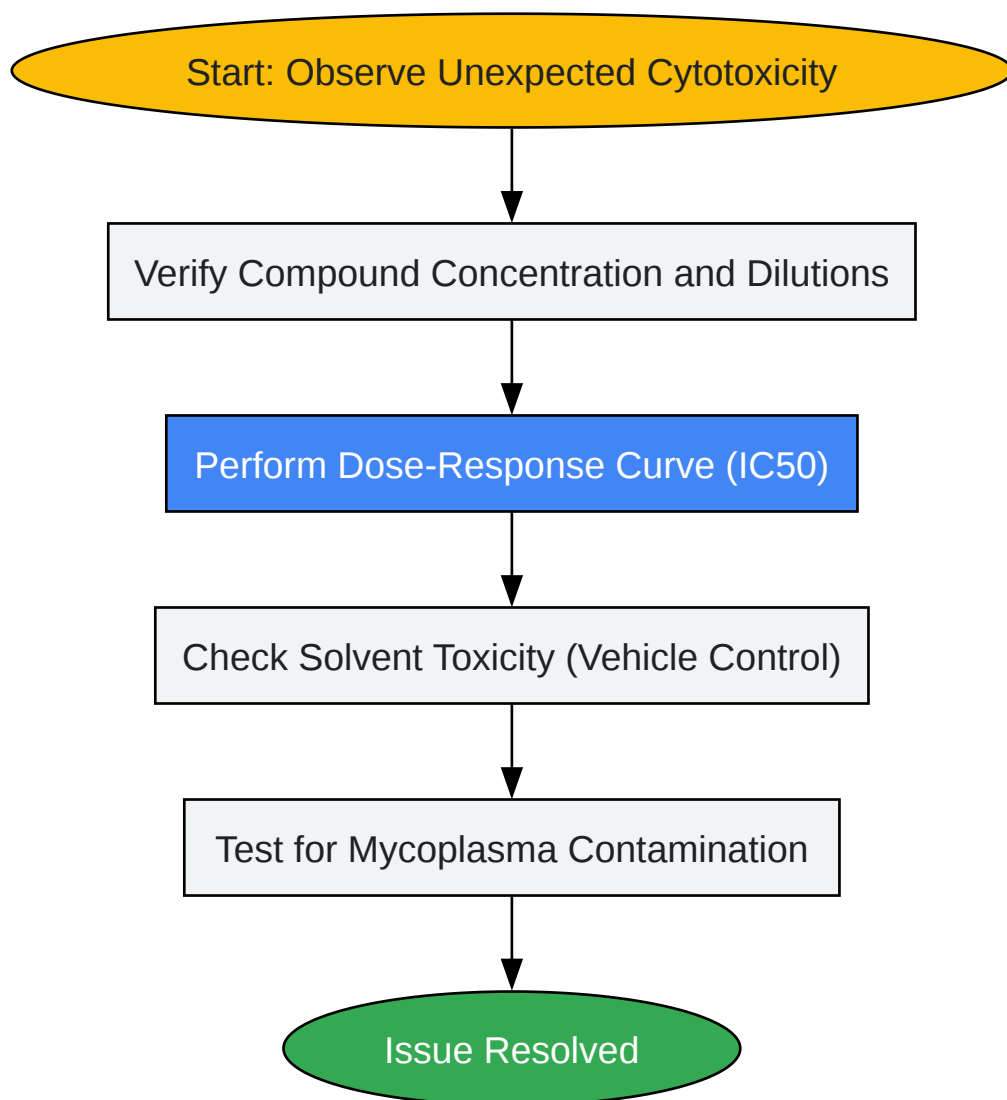 Start: Observe Unexpected Cytotoxicity
Verify Compound Concentration and Dilutions
Perform Dose-Response Curve (IC50)
Check Solvent Toxicity (Vehicle Control)
Test for Mycoplasma Contamination
Issue Resolved